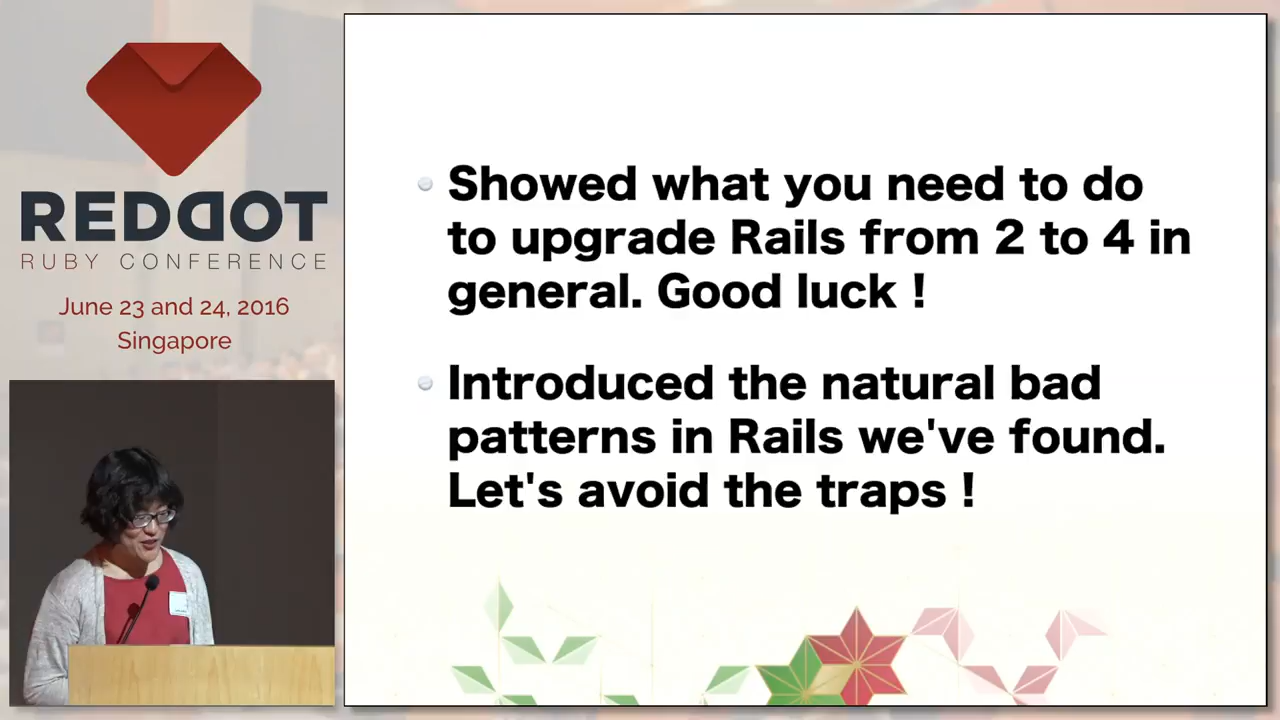 REDDOT
RUBY CONFERENCE
June 23 and 24, 2016
Singapore
Showed what you need to do
to upgrade Rails from 2 to 4 in
general. Good luck !
Introduced the natural bad
patterns in Rails we've found.
Let's avoid the traps !